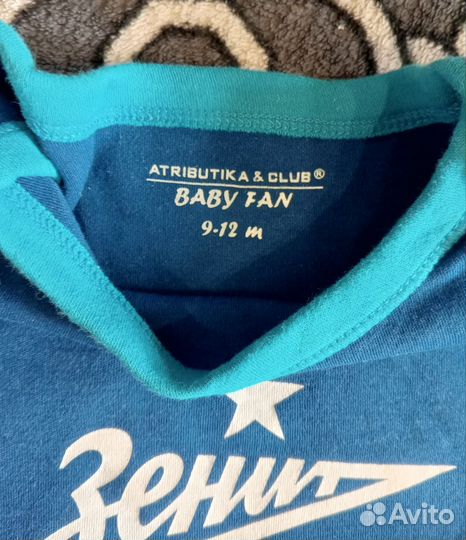 ATRIBUTIKA & CLUB®
BABY FAN
9-12 m
Зенит
Avito